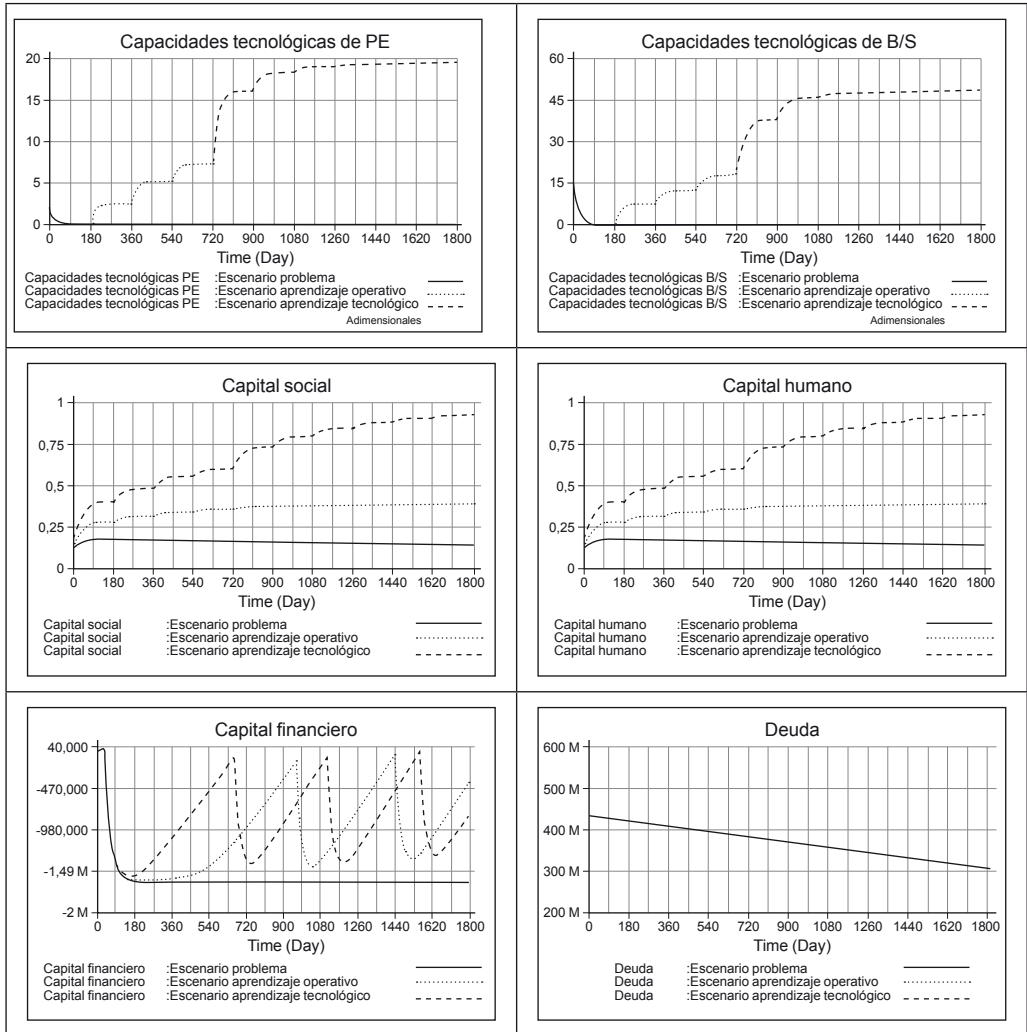 Capacidades tecnológicas de PE
20
15
10
5
0
0 180 360 540 720 900 1080 1260 1440 1620 1800
Time (Day)
Capacidades tecnológicas PE :Escenario problema
Capacidades tecnológicas PE :Escenario aprendizaje operativo
Capacidades tecnológicas PE :Escenario aprendizaje tecnológico
Adimensionales
Capacidades tecnológicas de B/S
60
45
30
15
0
0 180 360 540 720 900 1080 1260 1440 1620 1800
Time (Day)
Capacidades tecnológicas B/S :Escenario problema
Capacidades tecnológicas B/S :Escenario aprendizaje operativo
Capacidades tecnológicas B/S :Escenario aprendizaje tecnológico
Adimensionales
Capital social
1
0,75
0,5
0,25
0
0 180 360 540 720 900 1080 1260 1440 1620 1800
Time (Day)
Capital social :Escenario problema
Capital social :Escenario aprendizaje operativo
Capital social :Escenario aprendizaje tecnológico
Capital humano
1
0,75
0,5
0,25
0
0 180 360 540 720 900 1080 1260 1440 1620 1800
Time (Day)
Capital humano :Escenario problema
Capital humano :Escenario aprendizaje operativo
Capital humano :Escenario aprendizaje tecnológico
Capital financiero
40,000
-470,000
-980,000
-1,49 M
-2 M
0 180 360 540 720 900 1080 1260 1440 1620 1800
Time (Day)
Capital financiero :Escenario problema
Capital financiero :Escenario aprendizaje operativo
Capital financiero :Escenario aprendizaje tecnológico
Deuda
600 M
500 M
400 M
300 M
200 M
0 180 360 540 720 900 1080 1260 1440 1620 1800
Time (Day)
Deuda :Escenario problema
Deuda :Escenario aprendizaje operativo
Deuda :Escenario aprendizaje tecnológico